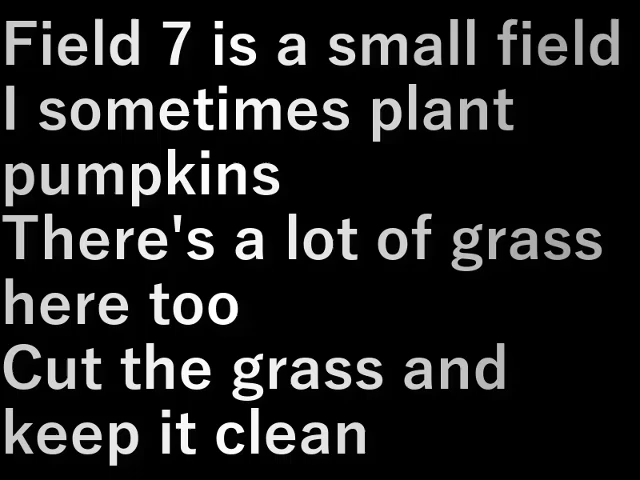 Field 7 is a small field
I sometimes plant
pumpkins
There's a lot of grass
here too
Cut the grass and
keep it clean